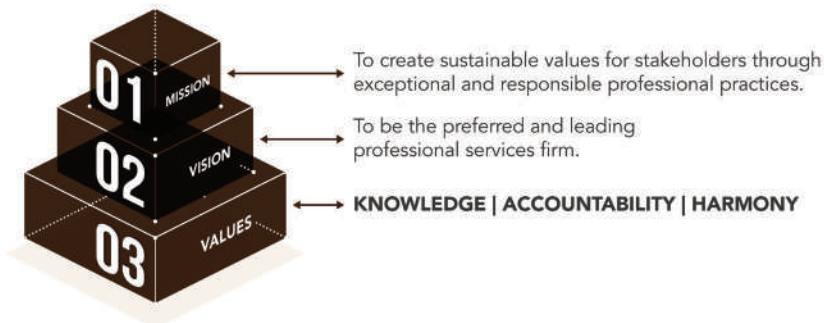 01
MISSION
To create sustainable values for stakeholders through
exceptional and responsible professional practices.
02
VISION
To be the preferred and leading
professional services firm.
03
VALUES
KNOWLEDGE | ACCOUNTABILITY | HARMONY